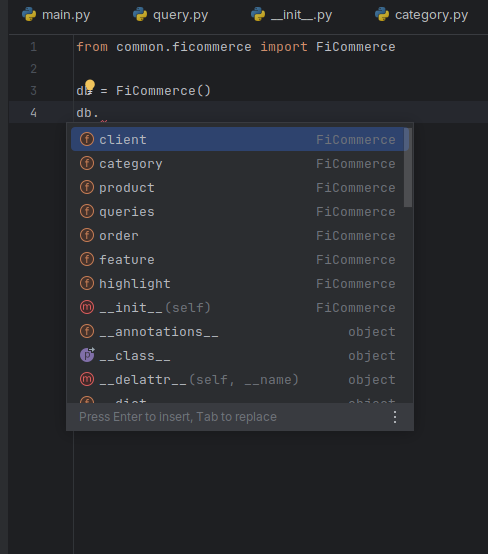 main.py query.py __init__.py category.py
1 from common.ficommerce import FiCommerce
2
3 db = FiCommerce()
4 db.
client FiCommerce
category FiCommerce
product FiCommerce
queries FiCommerce
order FiCommerce
feature FiCommerce
highlight FiCommerce
__init__(self) FiCommerce
__annotations__ object
__class__ object
__delattr__(self, __name) object
Press Enter to insert, Tab to replace